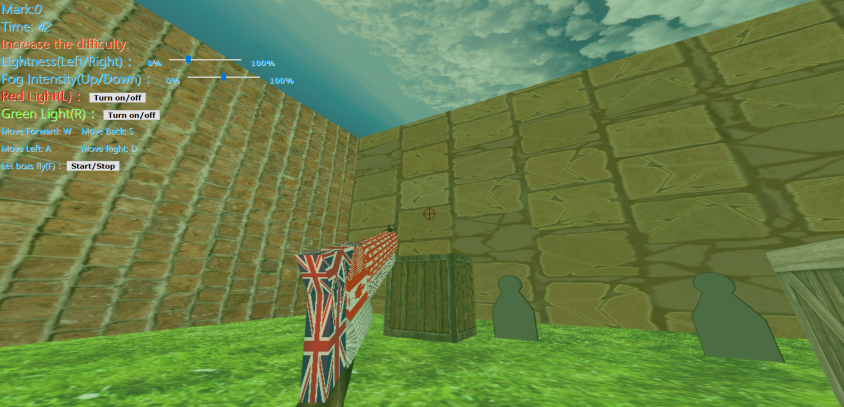 Mark:0
Time: 42
Increase the difficulty:
Lightness(Left/Right) : 0% 100%
Fog Intensity(Up/Down) : 0% 100%
Red Light(L) : Turn on/off
Green Light(R) : Turn on/off
Move Forward: W Move Back: S
Move Left: A Move Right: D
Let boxs fly(F) : Start/Stop